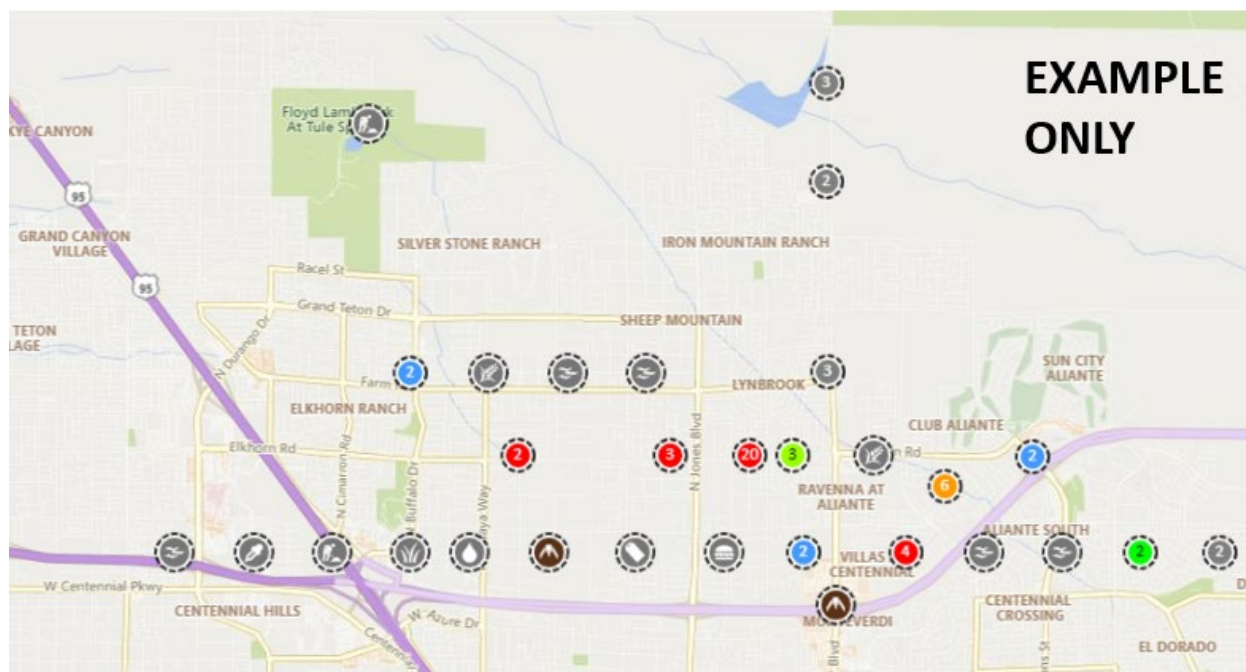 EXAMPLE
ONLY
3
Floyd Lamb
At Tule
KYE CANYON
2
95
GRAND CANYON
VILLAGE
SILVER STONE RANCH
IRON MOUNTAIN RANCH
95
Racel St
Grand Teton Dr
SHEEP MOUNTAIN
TETON
N Durango Dr
SUN CITY
ALIANTE
2
Farm
3
LYNBROOK
ELKHORN RANCH
CLUB ALIANTE
Elkhorn Rd
N Cimarron Rd
N Buffalo Dr
2
3
N Jones Blvd
20
3
Rd
2
6
RAVENNA AT
ALIANTE
ALIANTE SOUTH
2
VILLAS
CENTENNIAL
4
2
2
W Centennial Pkwy
CENTENNIAL HILLS
W Azure Dr
Centennial
Blvd
CENTENNIAL
CROSSING
EL DORADO